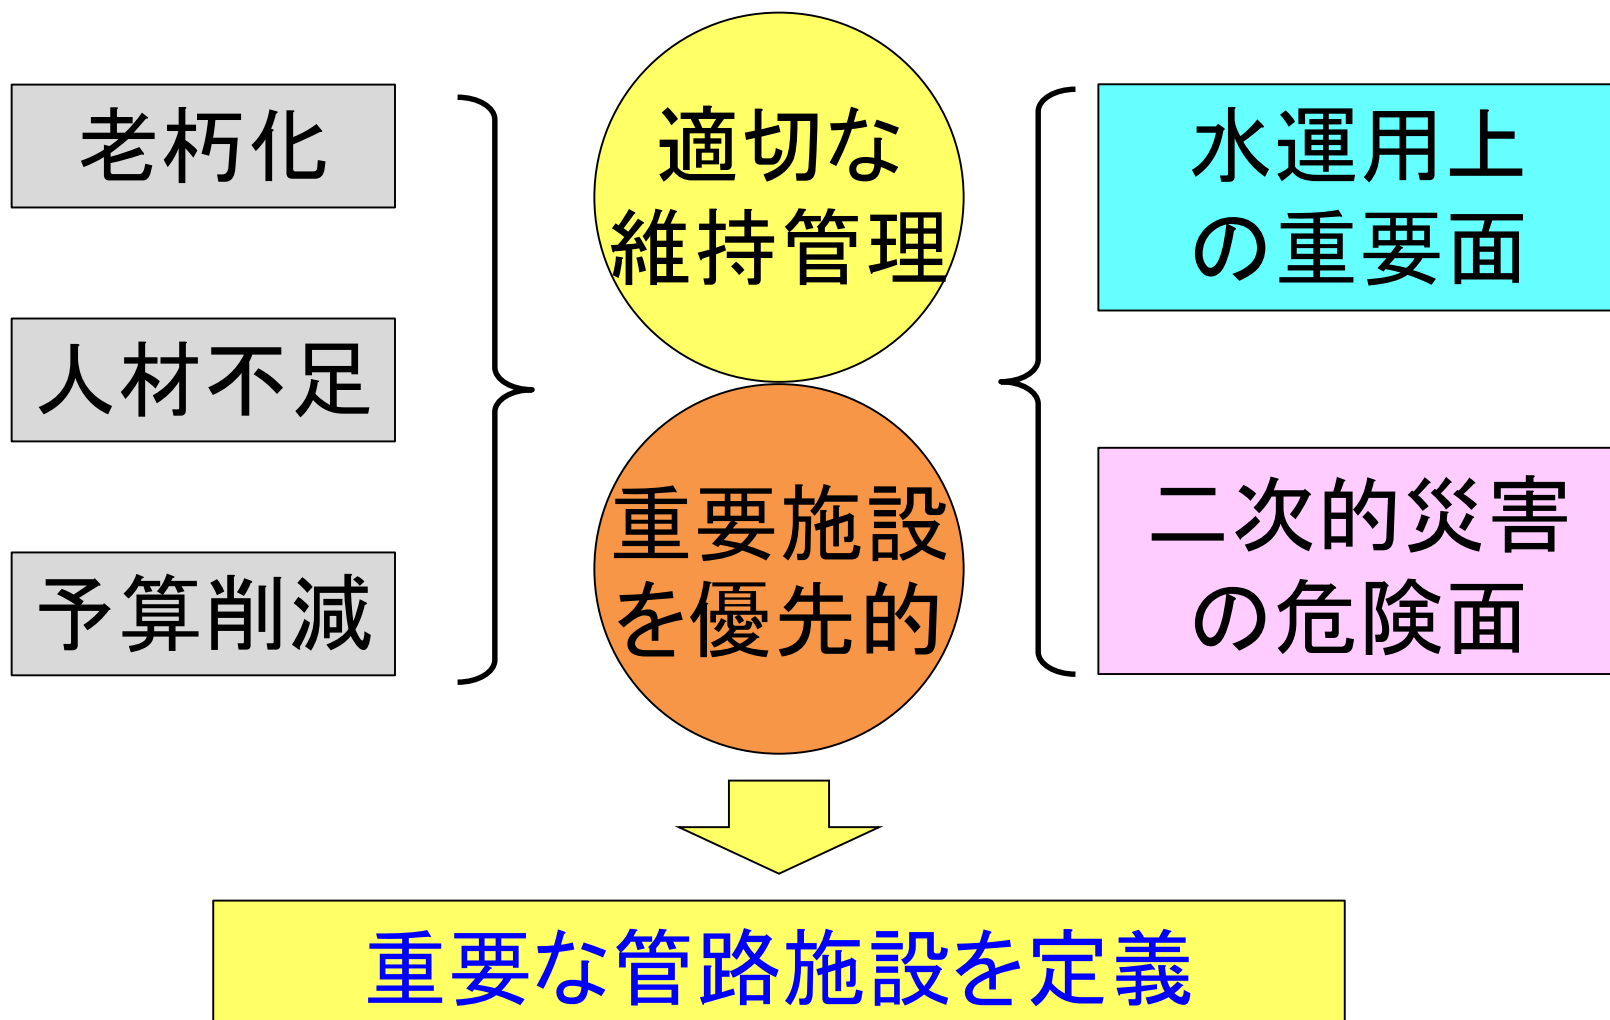 老朽化
人材不足
予算削減
適切な
維持管理
重要施設
を優先的
水運用上
の重要面
二次的災害
の危険面
重要な管路施設を定義